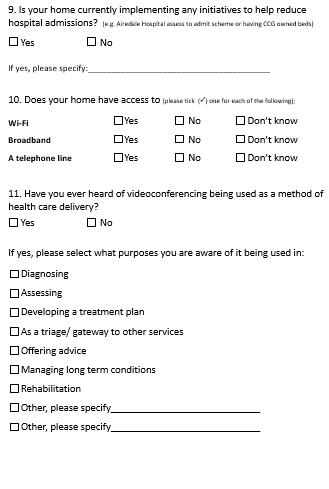 9. Is your home currently implementing any initiatives to help reduce
hospital admissions? (e.g. Airedale Hospital assess to admit scheme or having CCG owned beds)
☐ Yes ☐ No
If yes, please specify:___________________________________________
10. Does your home have access to (please tick (✓) one for each of the following);
Wi-Fi ☐Yes ☐ No ☐ Don't know
Broadband ☐Yes ☐ No ☐ Don't know
A telephone line ☐Yes ☐ No ☐ Don't know
11. Have you ever heard of videoconferencing being used as a method of
health care delivery?
☐ Yes ☐ No
If yes, please select what purposes you are aware of it being used in:
☐ Diagnosing
☐ Assessing
☐ Developing a treatment plan
☐ As a triage/ gateway to other services
☐ Offering advice
☐ Managing long term conditions
☐ Rehabilitation
☐ Other, please specify______________________________
☐ Other, please specify______________________________